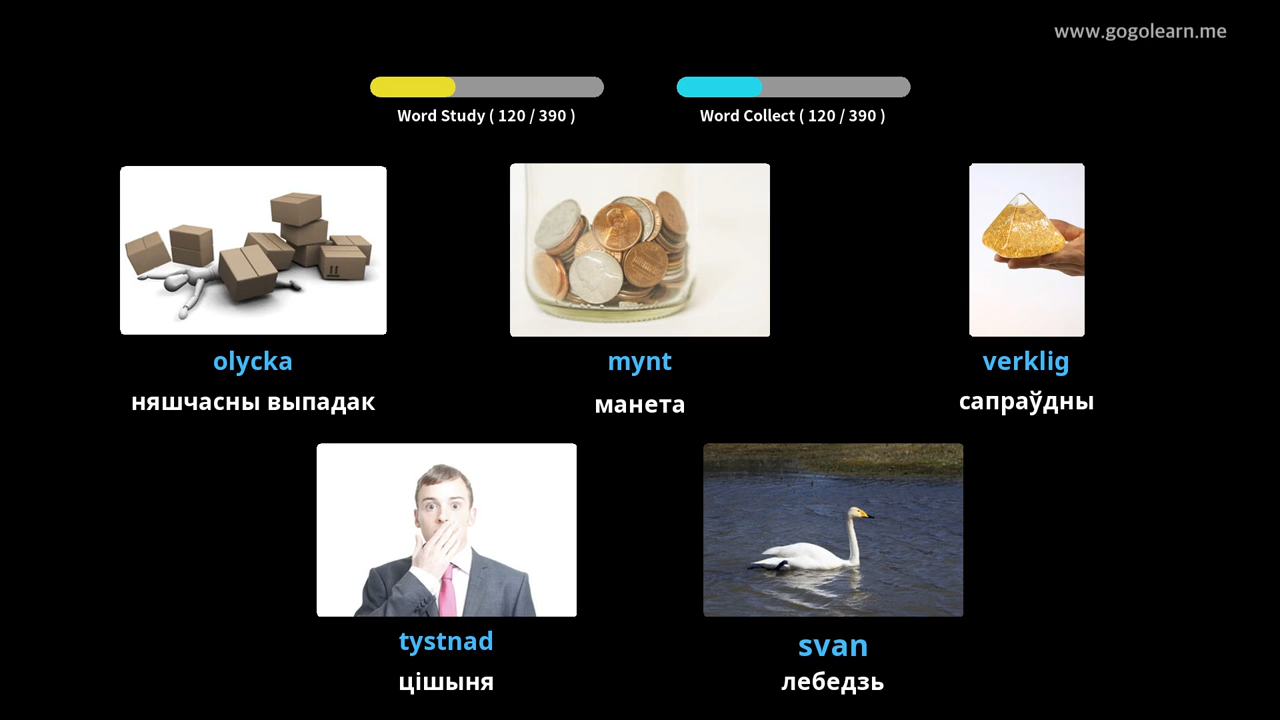 www.gogolearn.me
Word Study ( 120 / 390 )
Word Collect ( 120 / 390 )
olycka
няшчасны выпадак
mynt
манета
verklig
сапраўдны
tystnad
цішыня
svan
лебедзь